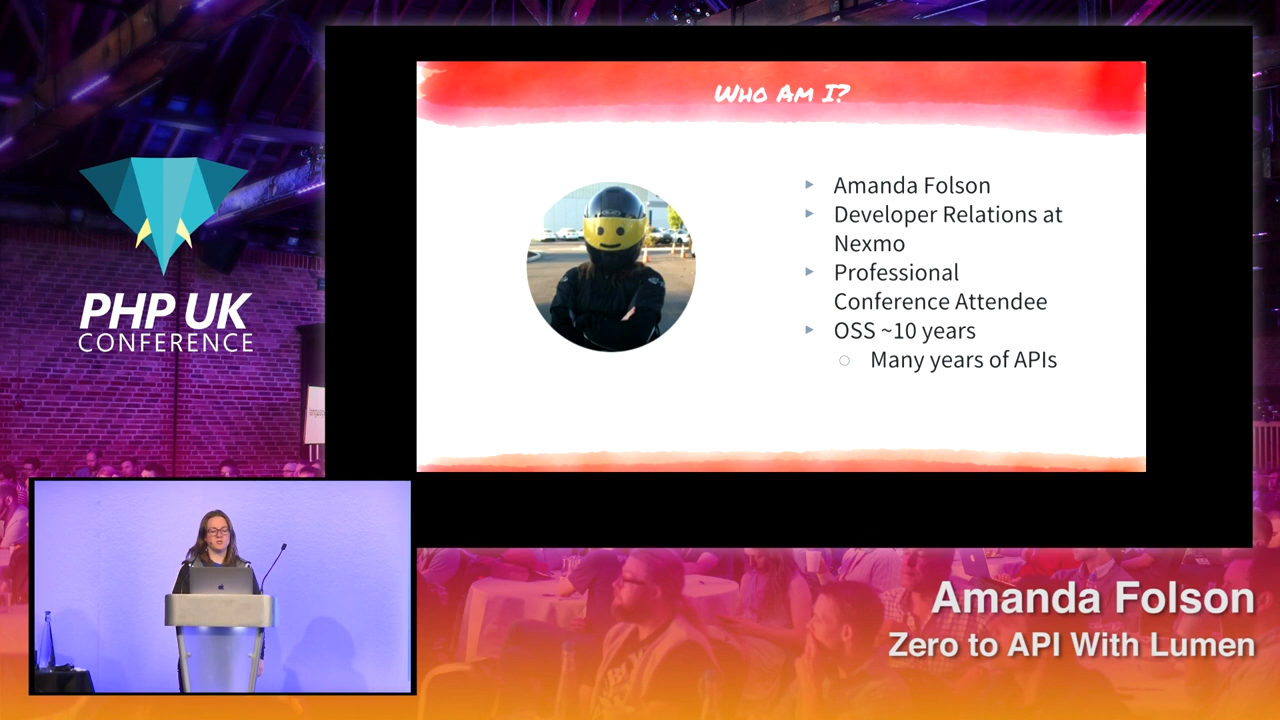 Who Am I?
Amanda Folson
Developer Relations at
Nexmo
Professional
Conference Attendee
OSS ~10 years
Many years of APIs
PHP UK
CONFERENCE
Amanda Folson
Zero to API With Lumen